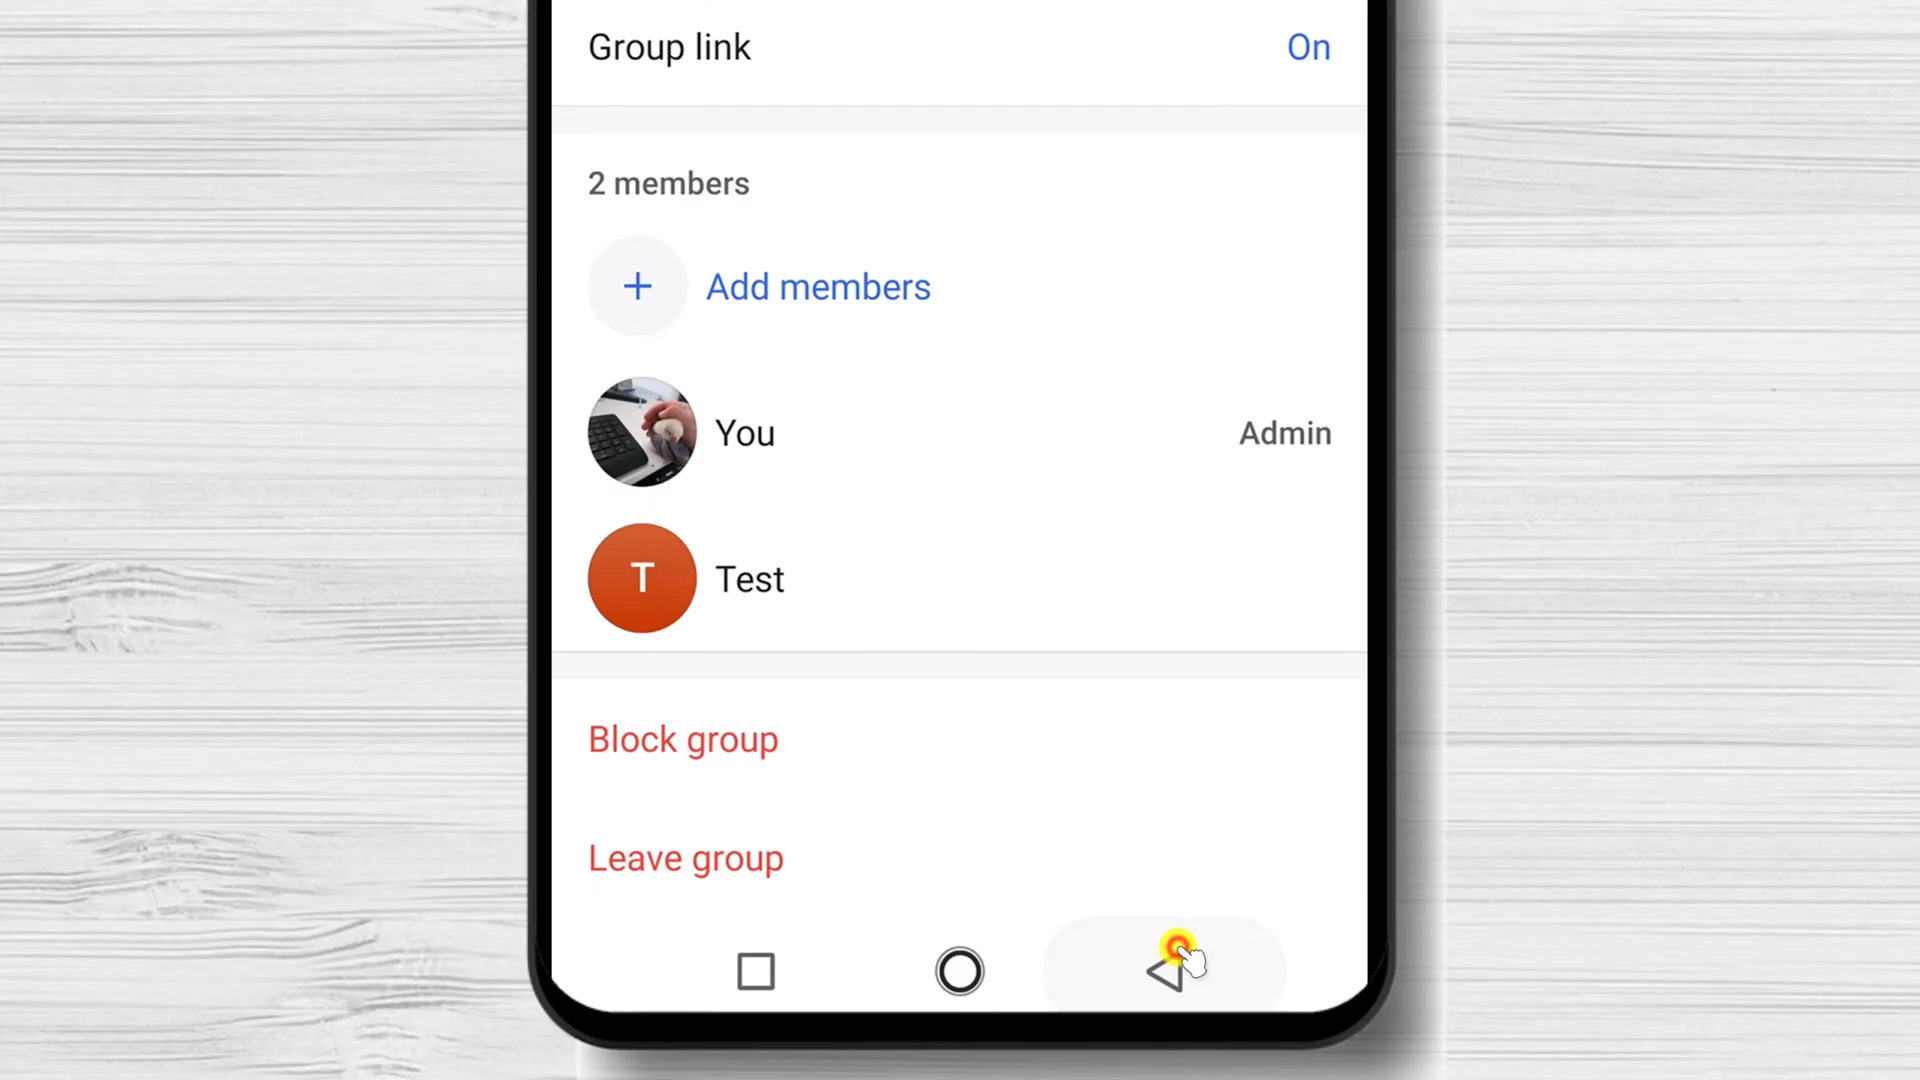 Group link
On
2 members
Add members
You
Admin
T
Test
Block group
Leave group